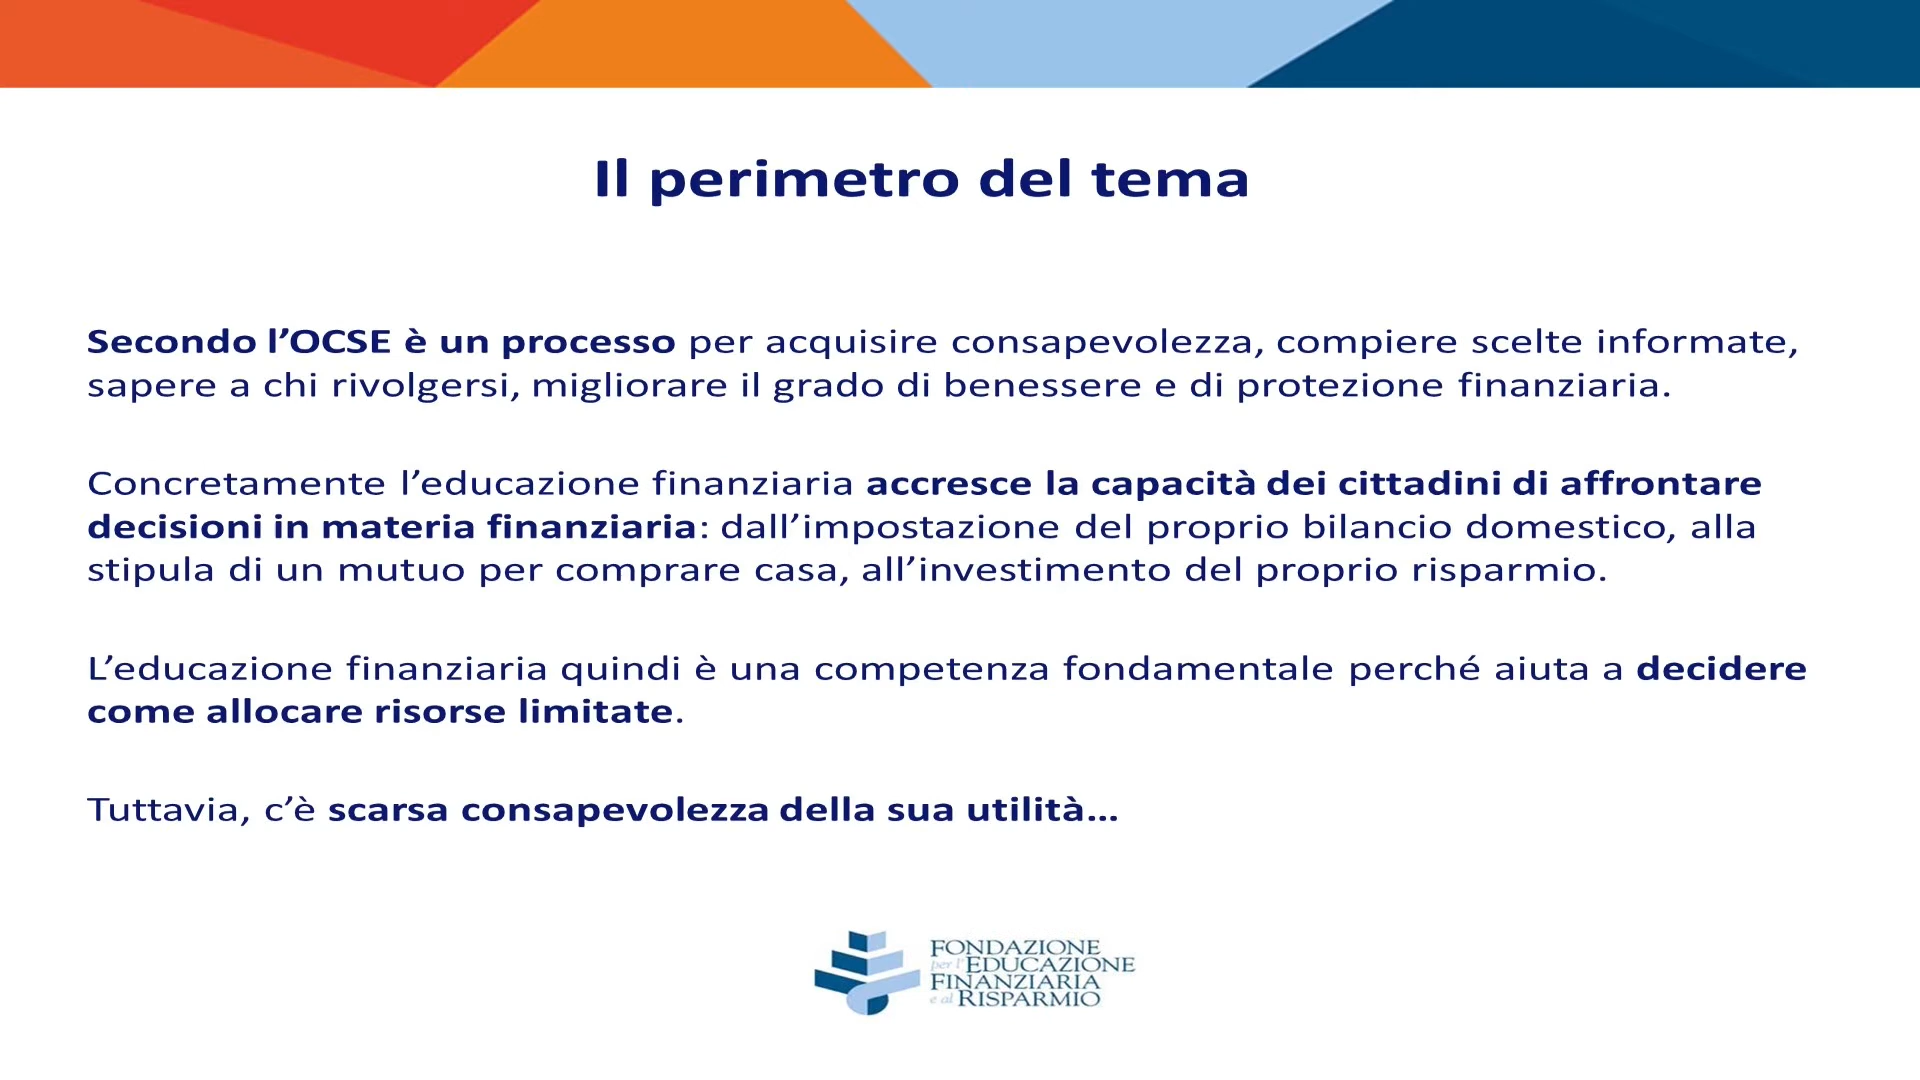 Il perimetro del tema
Secondo l’OCSE è un processo per acquisire consapevolezza, compiere scelte informate,
sapere a chi rivolgersi, migliorare il grado di benessere e di protezione finanziaria.
Concretamente l’educazione finanziaria accresce la capacità dei cittadini di affrontare
decisioni in materia finanziaria: dall’impostazione del proprio bilancio domestico, alla
stipula di un mutuo per comprare casa, all’investimento del proprio risparmio.
L’educazione finanziaria quindi è una competenza fondamentale perché aiuta a decidere
come allocare risorse limitate.
Tuttavia, c’è scarsa consapevolezza della sua utilità…
FONDAZIONE
per l’EDUCAZIONE
FINANZIARIA
e al RISPARMIO